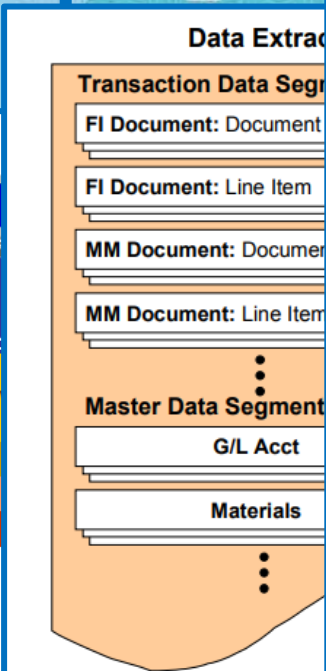 Data Extrac
Transaction Data Segr
FI Document: Document
FI Document: Line Item
MM Document: Documen
MM Document: Line Item
Master Data Segment
G/L Acct
Materials